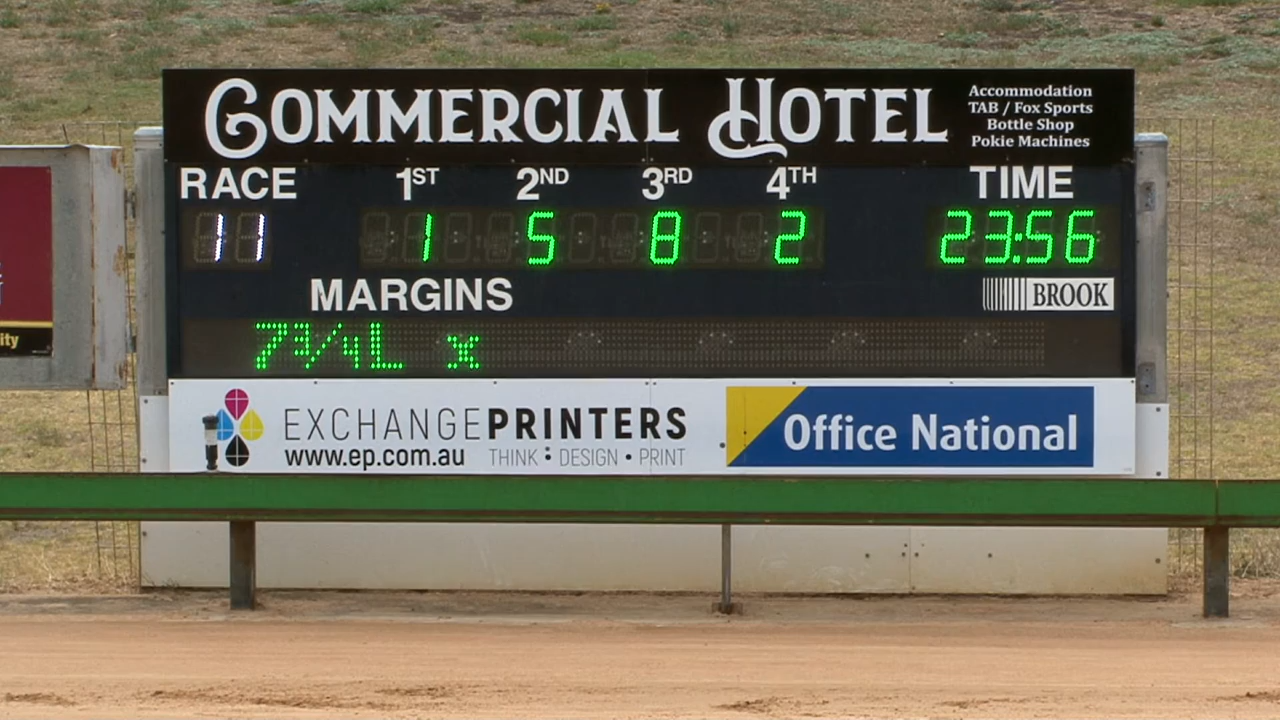 COMMERCIAL HOTEL
Accommodation
TAB / Fox Sports
Bottle Shop
Pokie Machines
RACE 1ST 2ND 3RD 4TH TIME
11 1 5 8 2 23:56
MARGINS
BROOK
7¾L x
ity
EXCHANGEPRINTERS
www.ep.com.au THINK : DESIGN • PRINT
Office National